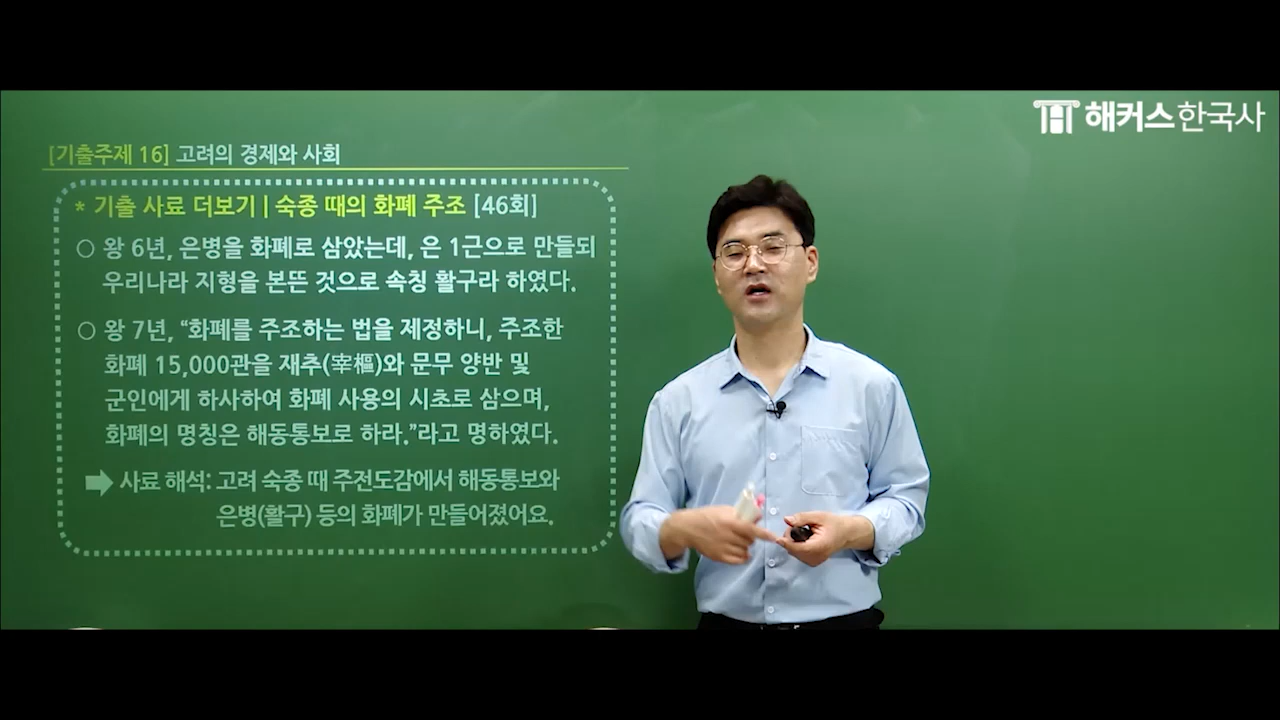 해커스한국사
[기출주제 16] 고려의 경제와 사회
* 기출 사료 더보기 | 숙종 때의 화폐 주조 [46회]
○ 왕 6년, 은병을 화폐로 삼았는데, 은 1근으로 만들되
우리나라 지형을 본뜬 것으로 속칭 활구라 하였다.
○ 왕 7년, “화폐를 주조하는 법을 제정하니, 주조한
화폐 15,000관을 재추(宰樞)와 문무 양반 및
군인에게 하사하여 화폐 사용의 시초로 삼으며,
화폐의 명칭은 해동통보로 하라.”라고 명하였다.
➡ 사료 해석: 고려 숙종 때 주전도감에서 해동통보와
은병(활구) 등의 화폐가 만들어졌어요.